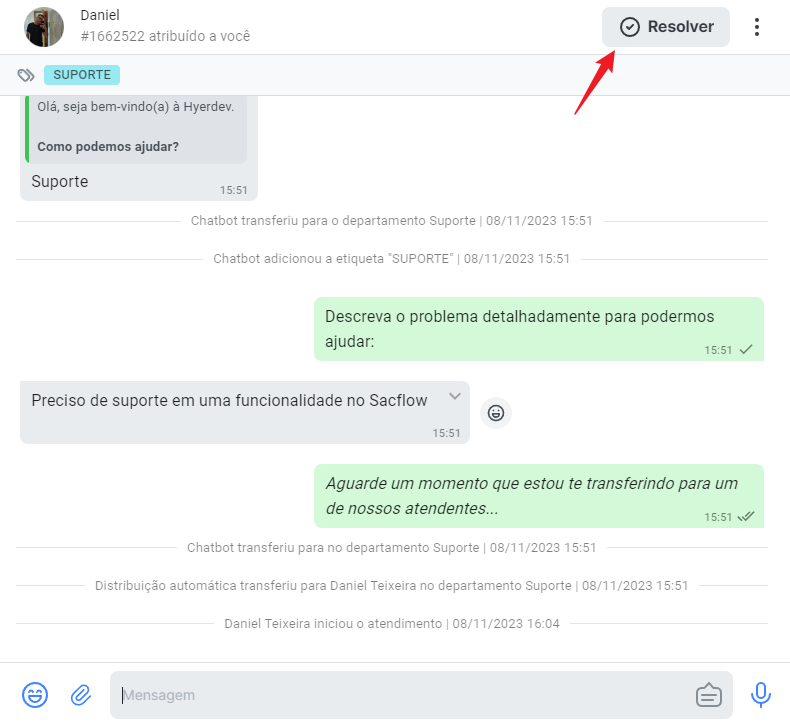 Daniel
#1662522 atribuído a você
Resolver
SUPORTE
Olá, seja bem-vindo(a) à Hyerdev.
Como podemos ajudar?
Suporte
15:51
Chatbot transferiu para o departamento Suporte | 08/11/2023 15:51
Chatbot adicionou a etiqueta "SUPORTE" | 08/11/2023 15:51
Descreva o problema detalhadamente para podermos
ajudar:
15:51
Preciso de suporte em uma funcionalidade no Sacflow
15:51
Aguarde um momento que estou te transferindo para um
de nossos atendentes...
15:51
Chatbot transferiu para no departamento Suporte | 08/11/2023 15:51
Distribuição automática transferiu para Daniel Teixeira no departamento Suporte | 08/11/2023 15:51
Daniel Teixeira iniciou o atendimento | 08/11/2023 16:04
Mensagem